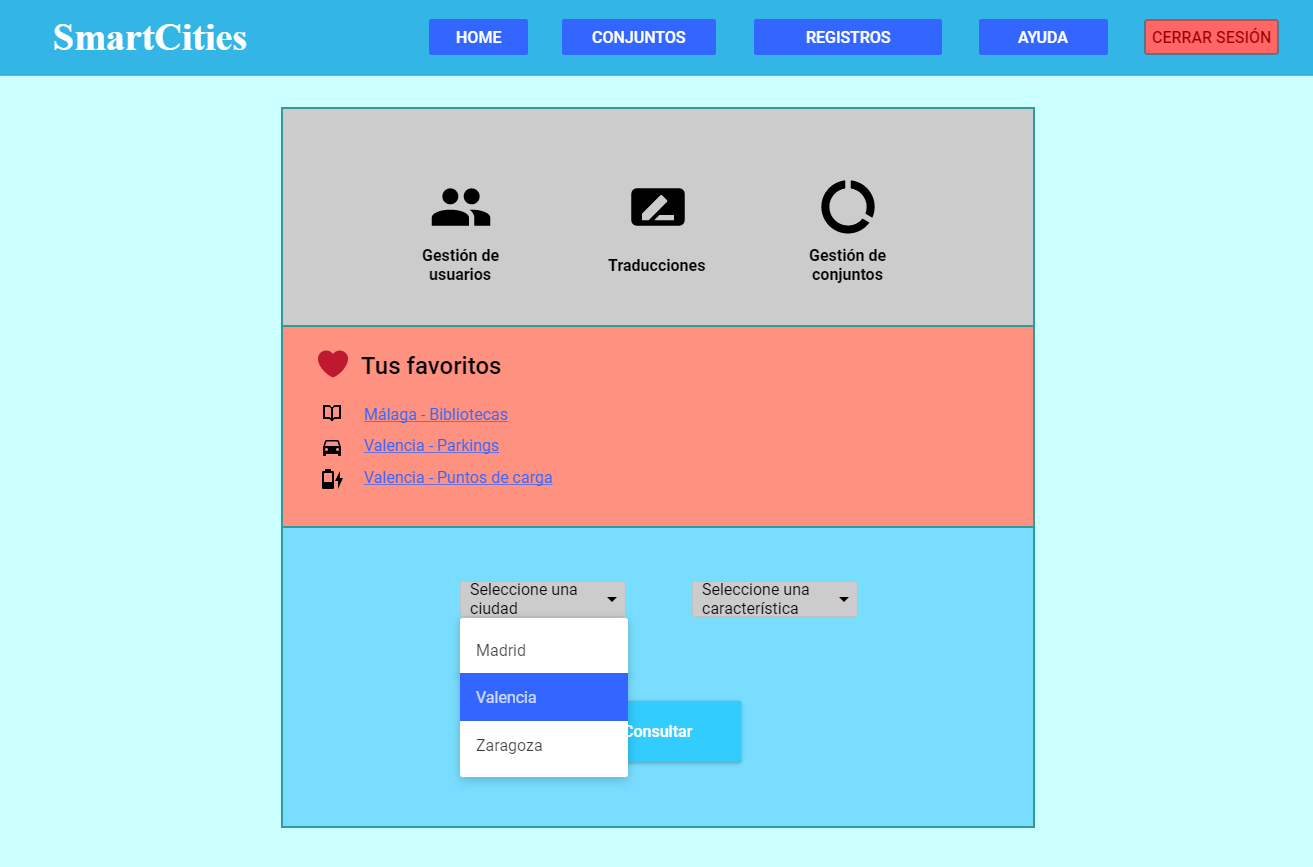 SmartCities
HOME
CONJUNTOS
REGISTROS
AYUDA
CERRAR SESIÓN
Gestión de
usuarios
Traducciones
Gestión de
conjuntos
Tus favoritos
Málaga - Bibliotecas
Valencia - Parkings
Valencia - Puntos de carga
Seleccione una
ciudad
Seleccione una
característica
Madrid
Valencia
Zaragoza
Consultar